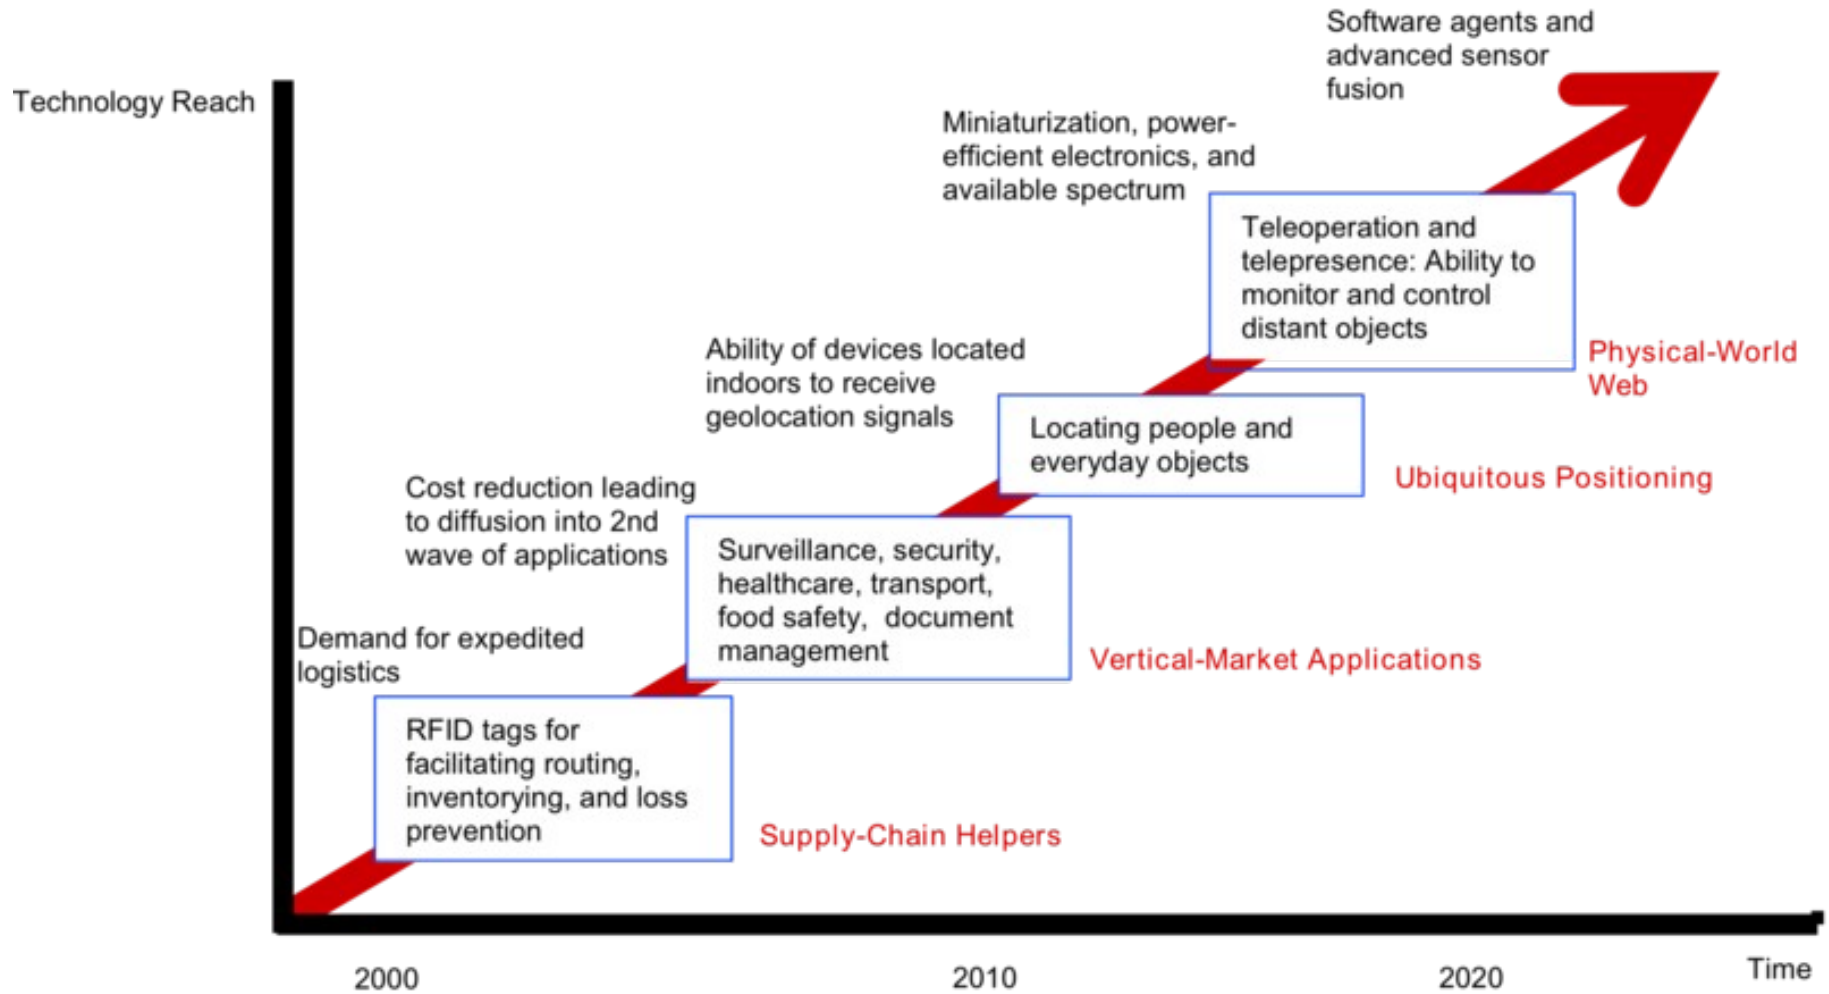 Software agents and
advanced sensor
fusion
Technology Reach
Miniaturization, power-
efficient electronics, and
available spectrum
Teleoperation and
telepresence: Ability to
monitor and control
distant objects
Physical-World
Web
Ability of devices located
indoors to receive
geolocation signals
Locating people and
everyday objects
Ubiquitous Positioning
Cost reduction leading
to diffusion into 2nd
wave of applications
Surveillance, security,
healthcare, transport,
food safety, document
management
Vertical-Market Applications
Demand for expedited
logistics
RFID tags for
facilitating routing,
inventorying, and loss
prevention
Supply-Chain Helpers
2000
2010
2020
Time